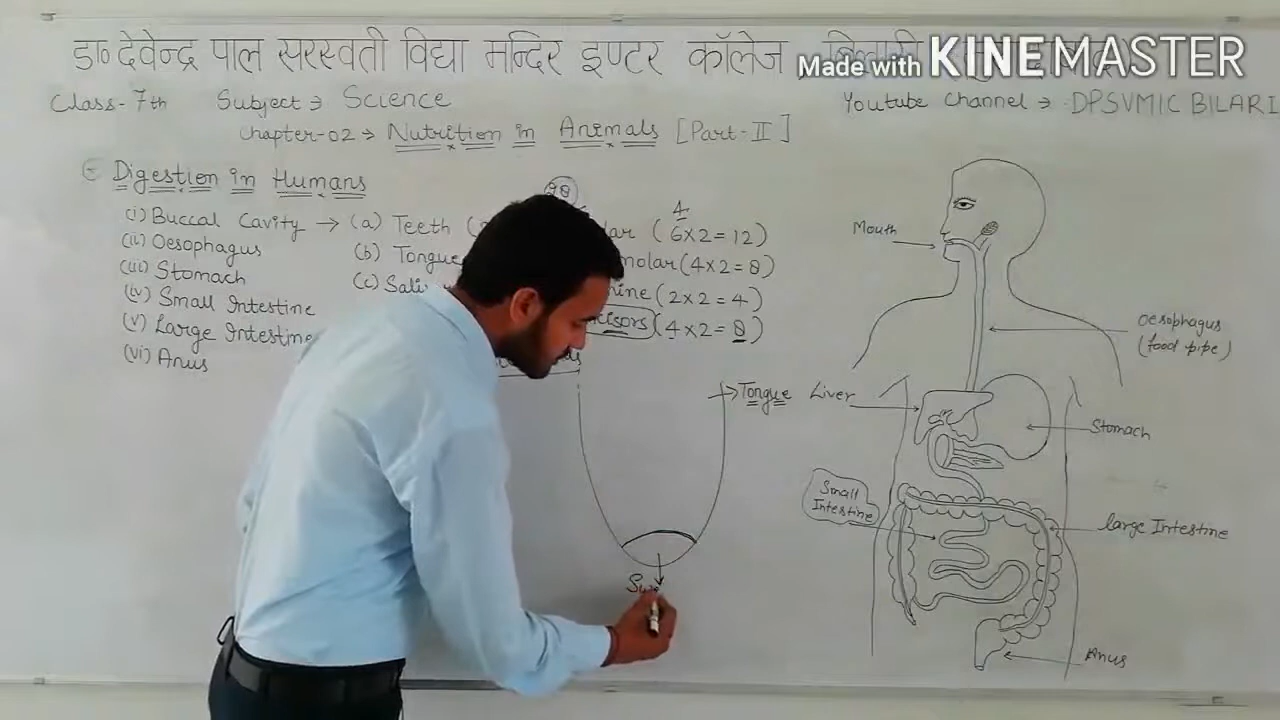 डा० देवेन्द्र पाल सरस्वती विद्या मन्दिर इण्टर कॉलेज
Made with KINEMASTER
Class-7th Subject → Science
Youtube Channel → DPSVMIC BILARI
Chapter-02 → Nutrition in Animals [Part-II]
Digestion in Humans
(i) Buccal Cavity → (a) Teeth
(ii) Oesophagus (b) Tongue
(iii) Stomach (c)
(iv) Small Intestine
(v) Large Intestine
(vi) Anus
4
(6×2=12)
molar (4×2=8)
(2×2=4)
(4×2=8)
Tongue
Mouth
Oesophagus
(food pipe)
Liver
Stomach
Small
Intestine
large Intestine
Anus